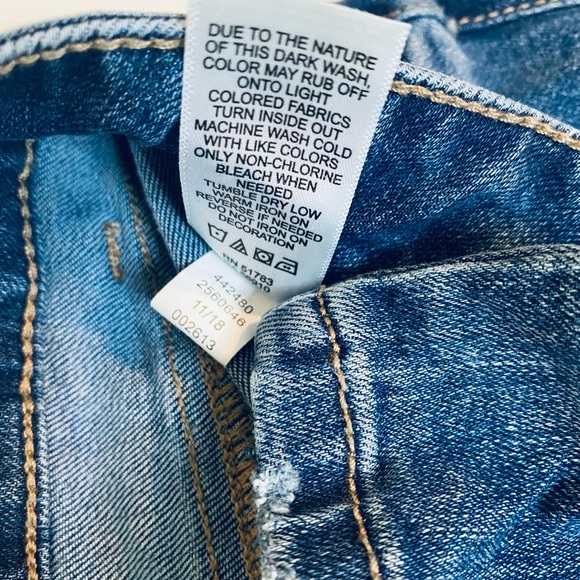 DUE TO THE NATURE
OF THIS DARK WASH,
COLOR MAY RUB OFF
ONTO LIGHT
COLORED FABRICS
TURN INSIDE OUT
MACHINE WASH COLD
WITH LIKE COLORS
ONLY NON-CHLORINE
BLEACH WHEN
NEEDED
TUMBLE DRY LOW
WARM IRON ON
REVERSE IF NEEDED
DO NOT IRON ON
DECORATION
RN 51783
442480
2560646
11/18
002613